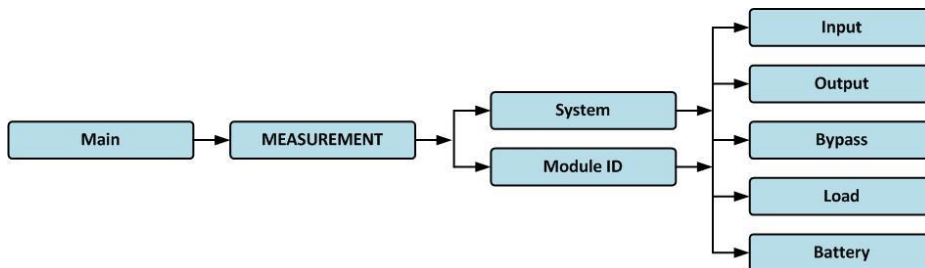 Main
MEASUREMENT
System
Module ID
Input
Output
Bypass
Load
Battery